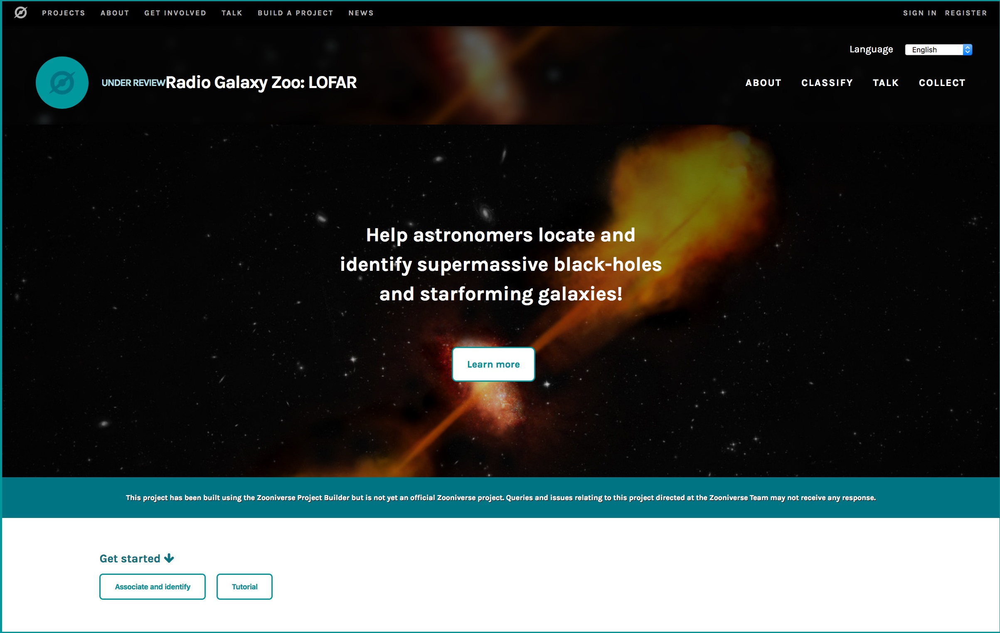 PROJECTS ABOUT GET INVOLVED TALK BUILD A PROJECT NEWS SIGN IN REGISTER
Language English
UNDER REVIEW Radio Galaxy Zoo: LOFAR ABOUT CLASSIFY TALK COLLECT
Help astronomers locate and
identify supermassive black-holes
and starforming galaxies!
Learn more
This project has been built using the Zooniverse Project Builder but is not yet an official Zooniverse project. Queries and issues relating to this project directed at the Zooniverse Team may not receive any response.
Get started
Associate and identify Tutorial